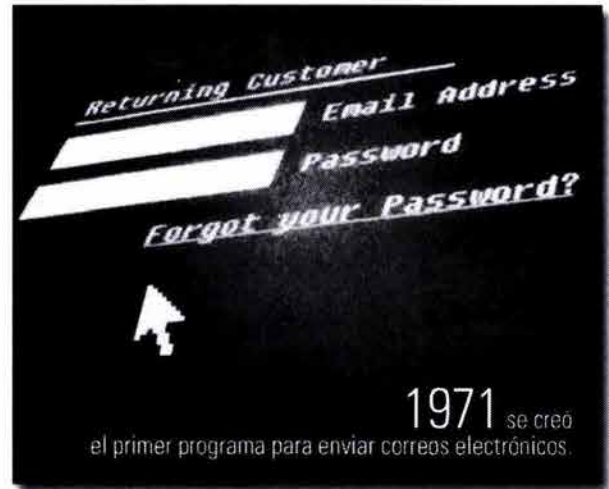 Returning Customer
Email Address
Password
Forgot your Password?
1971 se creó
el primer programa para enviar correos electrónicos.